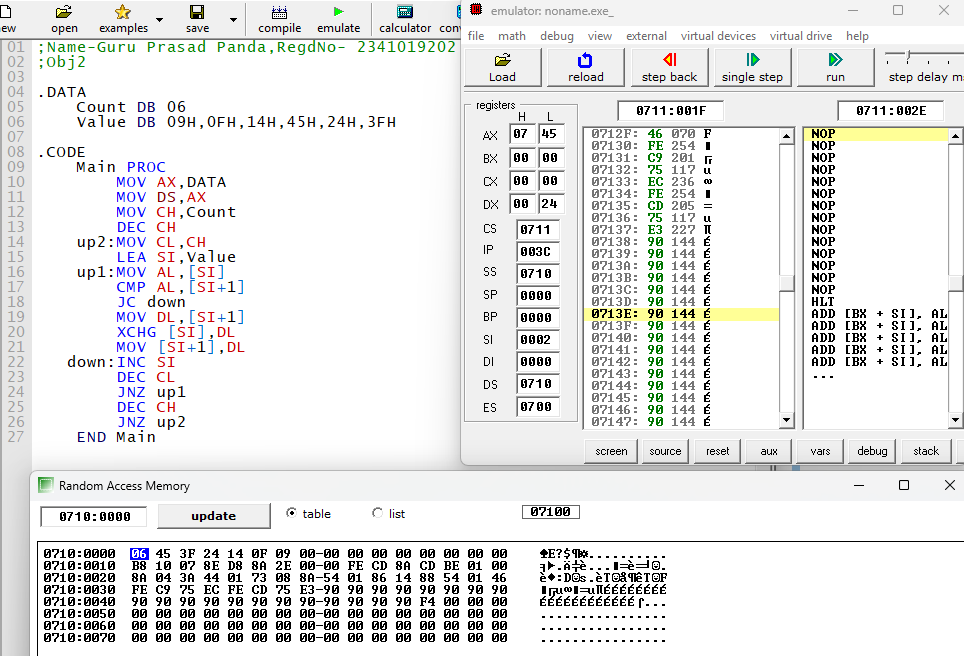 new open examples save compile emulate calculator
01 ;Name-Guru Prasad Panda,RegdNo- 2341019202
02 ;Obj2
03
04 .DATA
05 Count DB 06
06 Value DB 09H,0FH,14H,45H,24H,3FH
07
08 .CODE
09 Main PROC
10 MOV AX,DATA
11 MOV DS,AX
12 MOV CH,Count
13 DEC CH
14 up2:MOV CL,CH
15 LEA SI,Value
16 up1:MOV AL,[SI]
17 CMP AL,[SI+1]
18 JC down
19 MOV DL,[SI+1]
20 XCHG [SI],DL
21 MOV [SI+1],DL
22 down:INC SI
23 DEC CL
24 JNZ up1
25 DEC CH
26 JNZ up2
27 END Main
emulator: noname.exe_
file math debug view external virtual devices virtual drive help
Load reload step back single step run step delay
registers
H L
AX 07 45
BX 00 00
CX 00 00
DX 00 24
CS 0711
IP 003C
SS 0710
SP 0000
BP 0000
SI 0002
DI 0000
DS 0710
ES 0700
0711:001F
0712F: 46 070 F
07130: FE 254 ■
07131: C9 201 ╔
07132: 75 117 u
07133: EC 236 ∞
07134: FE 254 ■
07135: CD 205 =
07136: 75 117 u
07137: E3 227 π
07138: 90 144 É
07139: 90 144 É
0713A: 90 144 É
0713B: 90 144 É
0713C: 90 144 É
0713D: 90 144 É
0713E: 90 144 É
0713F: 90 144 É
07140: 90 144 É
07141: 90 144 É
07142: 90 144 É
07143: 90 144 É
07144: 90 144 É
07145: 90 144 É
07146: 90 144 É
07147: 90 144 É
0711:002E
NOP
NOP
NOP
NOP
NOP
NOP
NOP
NOP
NOP
NOP
NOP
NOP
NOP
NOP
HLT
ADD [BX + SI], AL
ADD [BX + SI], AL
ADD [BX + SI], AL
ADD [BX + SI], AL
ADD [BX + SI], AL
...
screen source reset aux vars debug stack
Random Access Memory
0710:0000 update table list 07100
0710:0000 06 45 3F 24 14 0F 09 00-00 00 00 00 00 00 00 00
0710:0010 B8 10 07 8E D8 8A 2E 00-00 FE CD 8A CD BE 01 00
0710:0020 8A 04 3A 44 01 73 08 8A-54 01 86 14 88 54 01 46
0710:0030 FE C9 75 EC FE CD 75 E3-90 90 90 90 90 90 90 90
0710:0040 90 90 90 90 90 90 90 90-90 90 90 90 F4 00 00 00
0710:0050 00 00 00 00 00 00 00 00-00 00 00 00 00 00 00 00
0710:0060 00 00 00 00 00 00 00 00-00 00 00 00 00 00 00 00
0710:0070 00 00 00 00 00 00 00 00-00 00 00 00 00 00 00 00